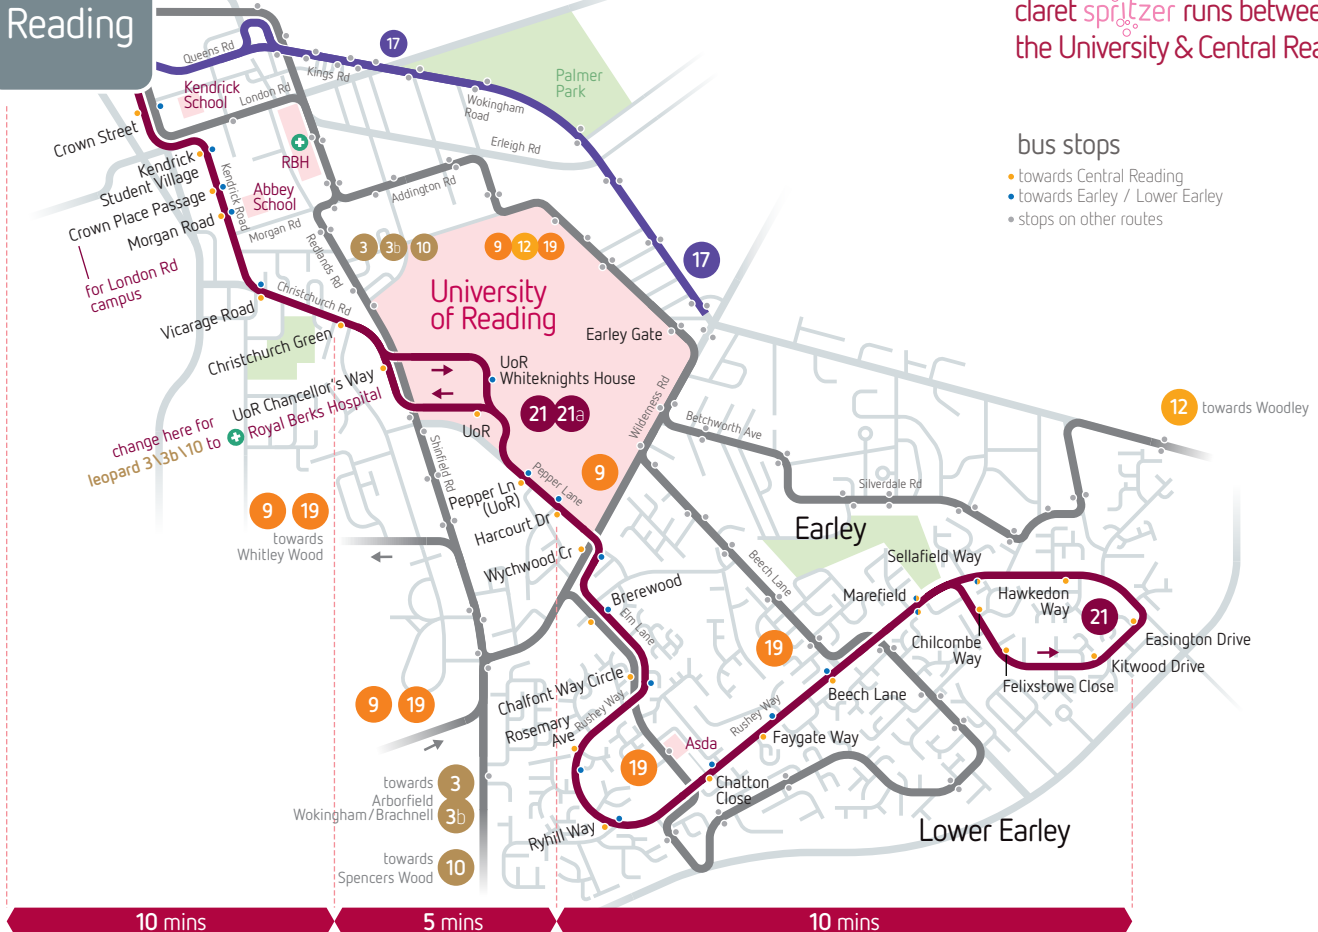 Reading
claret spritzer runs between
the University & Central Rea
bus stops
towards Central Reading
towards Earley / Lower Earley
stops on other routes
17
Queens Rd
Kings Rd
Kendrick
School
London Rd
Palmer
Park
Wokingham
Road
Erleigh Rd
Crown Street
Kendrick
Student Village
RBH
Kendrick Road
Abbey
School
Addington Rd
Crown Place Passage
Morgan Road
Morgan Rd
for London Rd
campus
Redlands Rd
3
3b
10
9
12
19
17
University
of Reading
Christchurch Rd
Vicarage Road
Christchurch Green
Earley Gate
UoR
Whiteknights House
UoR Chancellor's Way
change here for
leopard 3\3b\10 to Royal Berks Hospital
21
21a
UoR
Wilderness Rd
Betchworth Ave
12
towards Woodley
Shinfield Rd
9
Pepper Lane
Pepper Ln
(UoR)
Silverdale Rd
9
19
towards
Whitley Wood
Harcourt Dr
Earley
Wychwood Cr
Sellafield Way
Beech Lane
Brerewood
Elm Lane
Marefield
Hawkedon
Way
21
19
Chilcombe
Way
Easington Drive
Kitwood Drive
Felixstowe Close
Chalfont Way Circle
Beech Lane
9
19
Rushey Way
Rosemary
Ave
Rushey Way
Faygate Way
Asda
19
Chatton
Close
towards
3
Arborfield
Wokingham/Brachnell
3b
Ryhill Way
Lower Earley
towards
Spencers Wood
10
10 mins
5 mins
10 mins